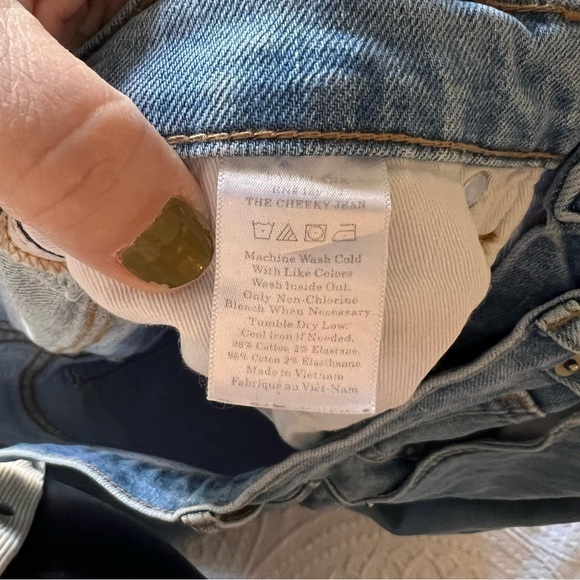 THE CHEEKY JEAN
Machine Wash Cold
With Like Colors
Wash Inside Out.
Only Non-Chlorine
Bleach When Necessary.
Tumble Dry Low.
Cool iron if Needed.
98% Cotton 2% Elastane.
98% Coton 2% Elastane.
Made in Vietnam
Fabriqué au Viêt-Nam